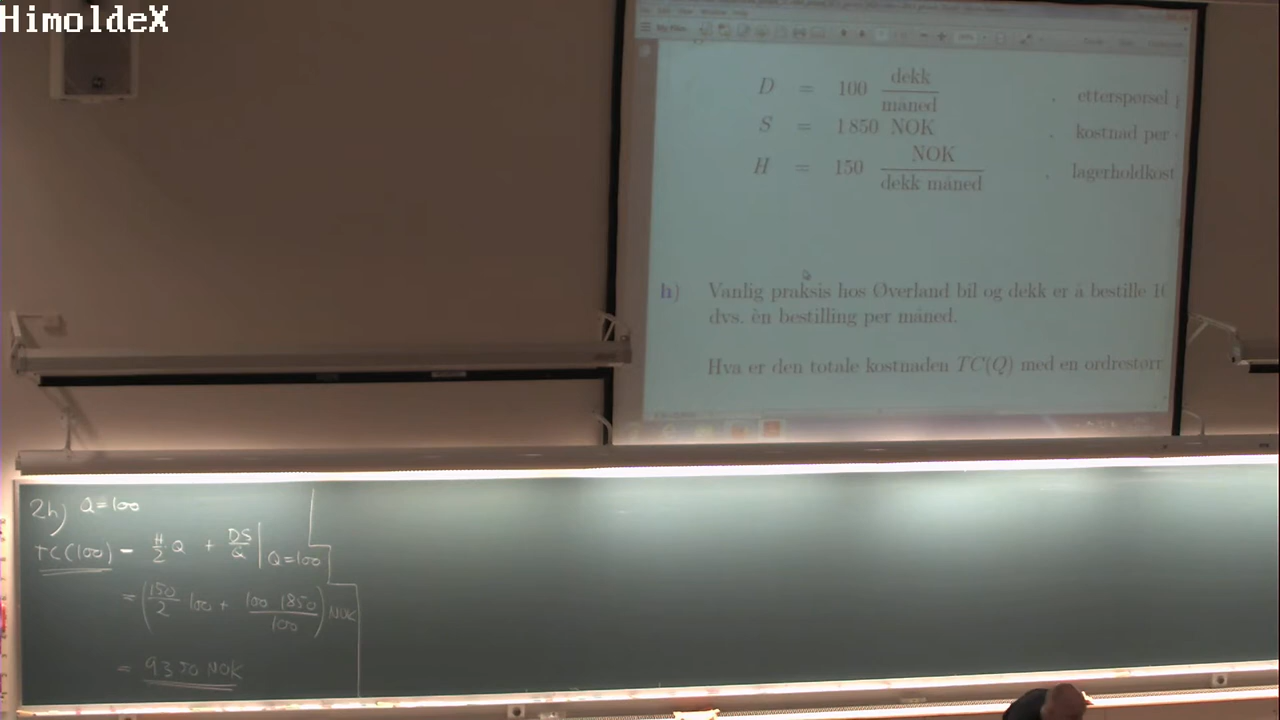 HimoldeX
D = 100 dekk/måned . etterspørsel
S = 1 850 NOK . kostnad per
H = 150 NOK/dekk måned . lagerholdkost
h) Vanlig praksis hos Øverland bil og dekk er å bestille 10
dvs. èn bestilling per måned.
Hva er den totale kostnaden TC(Q) med en ordrestørr
2h) Q=100
TC(100) = H/2 Q + DS/Q | Q=100
= (150/2 100 + 100 1850/100) NOK
= 9350 NOK